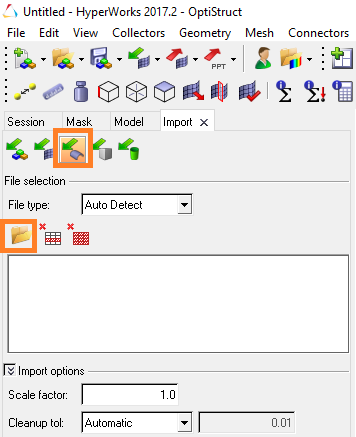 Untitled - HyperWorks 2017.2 - OptiStruct
File Edit View Collectors Geometry Mesh Connectors
PPT
Session Mask Model Import
File selection
File type: Auto Detect
Import options
Scale factor: 1.0
Cleanup tol: Automatic 0.01